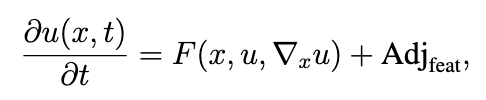 ∂u(x, t)/∂t = F(x, u, ∇ₓu) + Adj_feat,